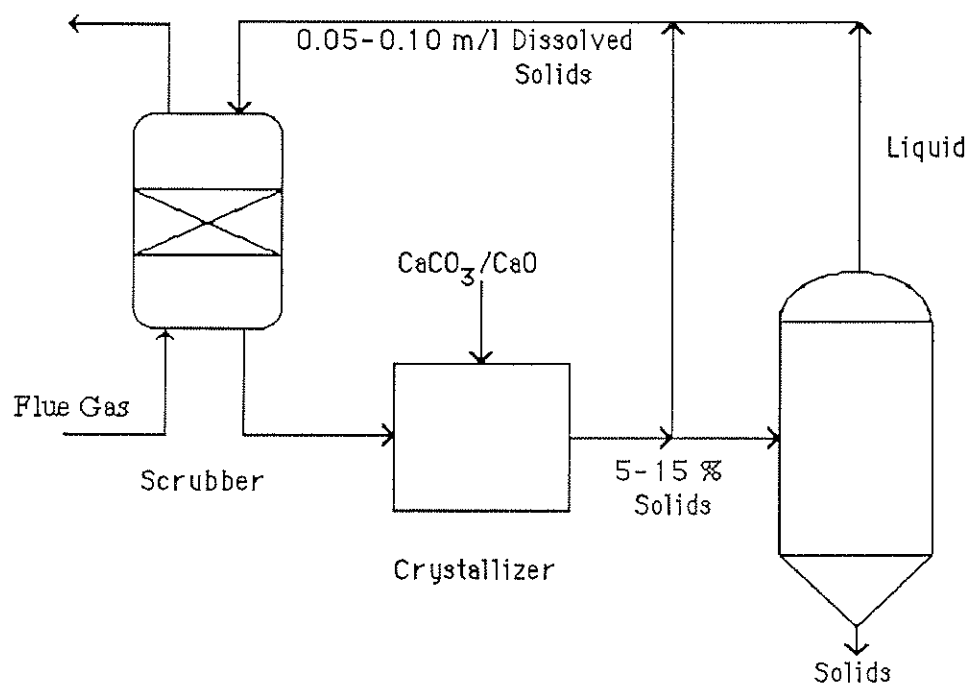 0.05-0.10 m/l Dissolved
Solids
Liquid
CaCO₃/CaO
Flue Gas
Scrubber
5-15 %
Solids
Crystallizer
Solids